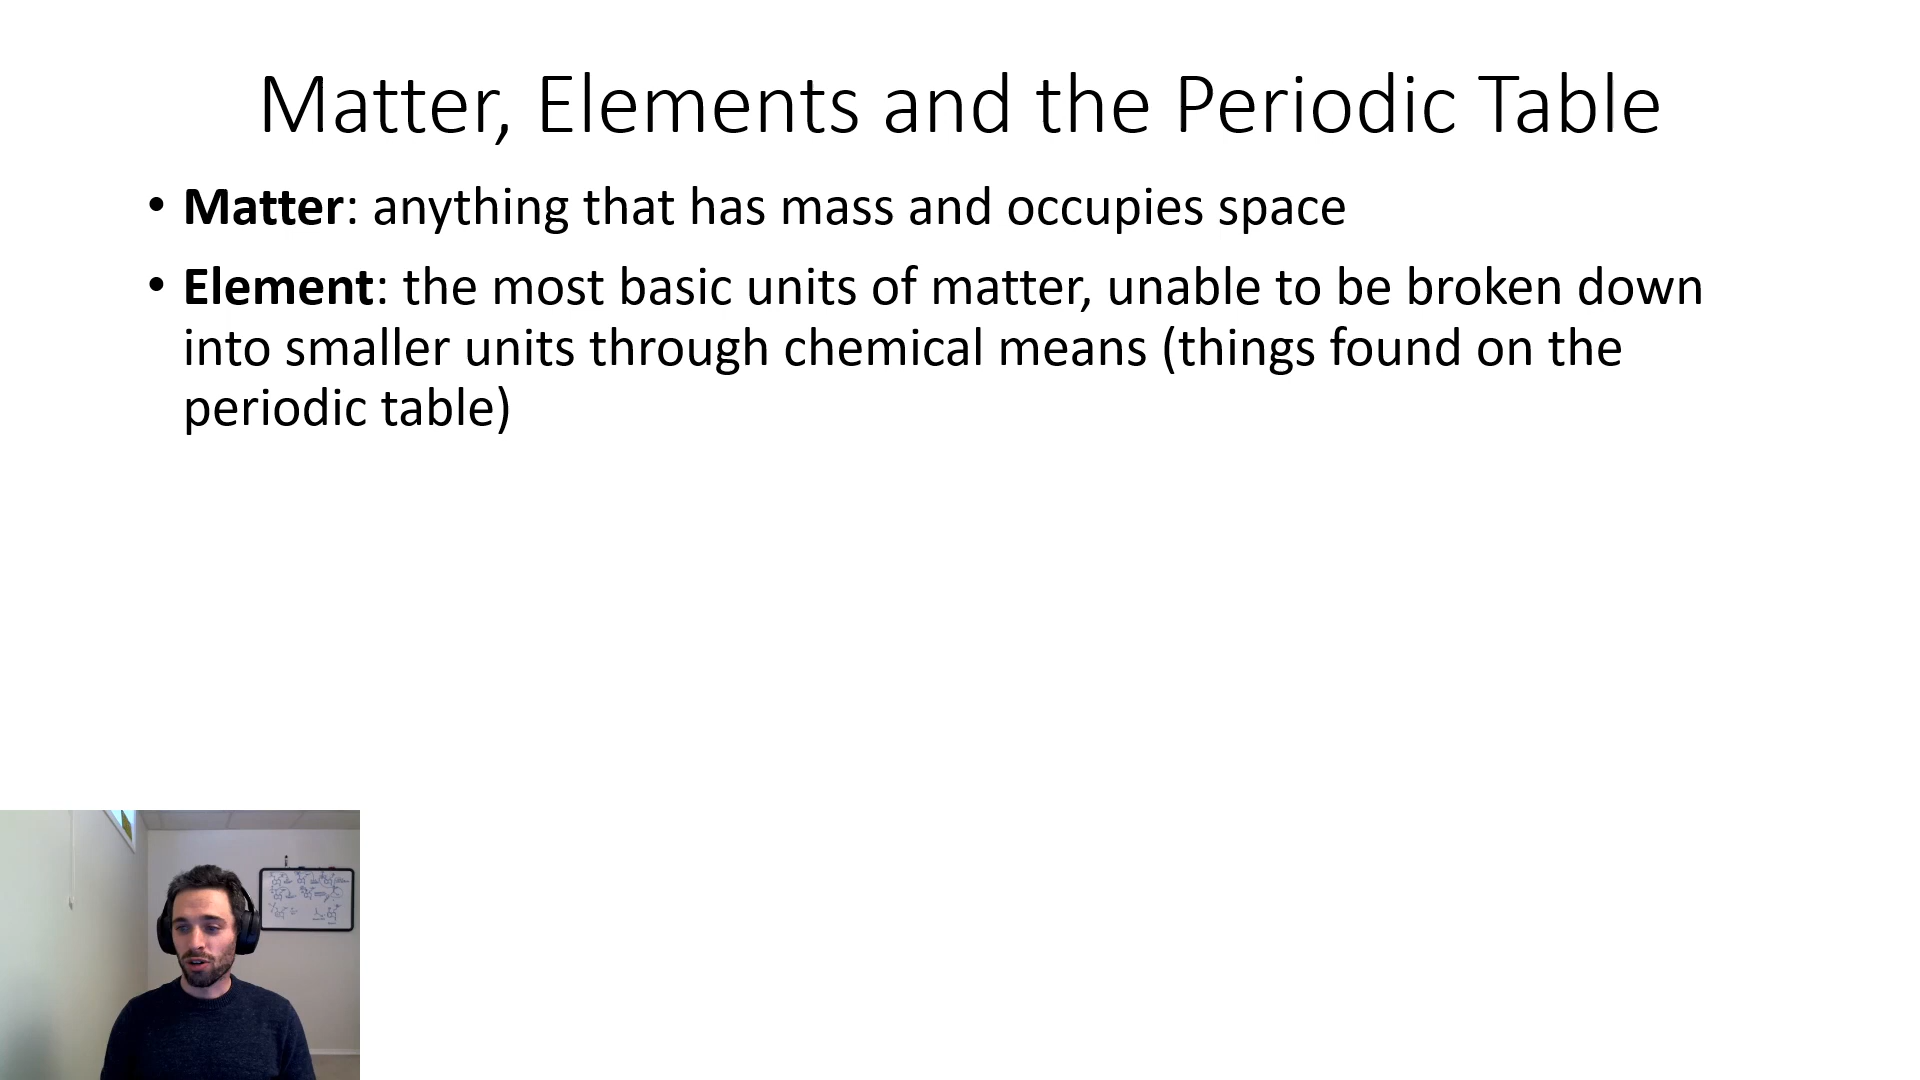 Matter, Elements and the Periodic Table
• Matter: anything that has mass and occupies space
• Element: the most basic units of matter, unable to be broken down
into smaller units through chemical means (things found on the
periodic table)